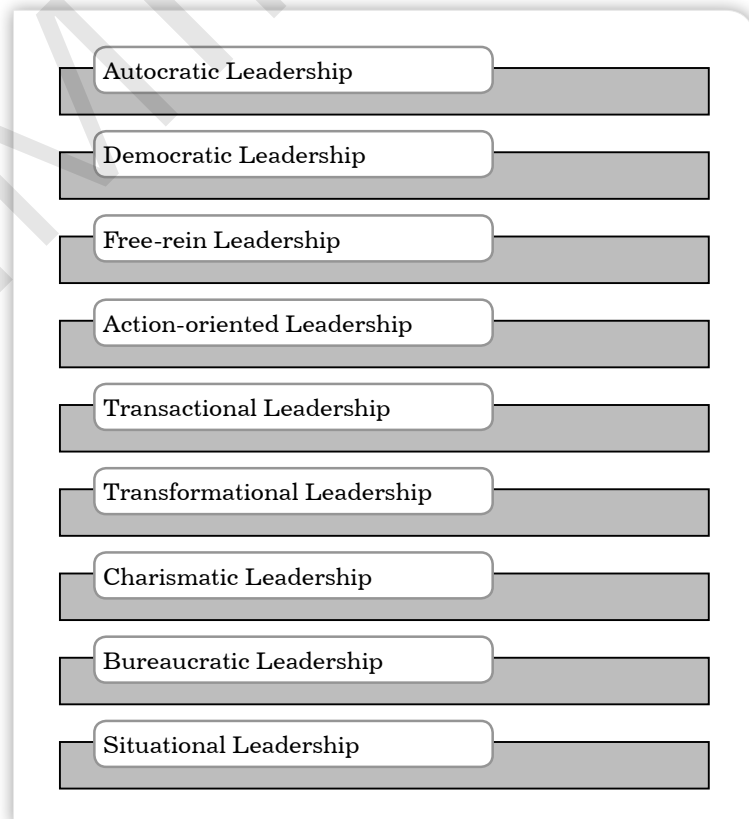 Autocratic Leadership
Democratic Leadership
Free-rein Leadership
Action-oriented Leadership
Transactional Leadership
Transformational Leadership
Charismatic Leadership
Bureaucratic Leadership
Situational Leadership